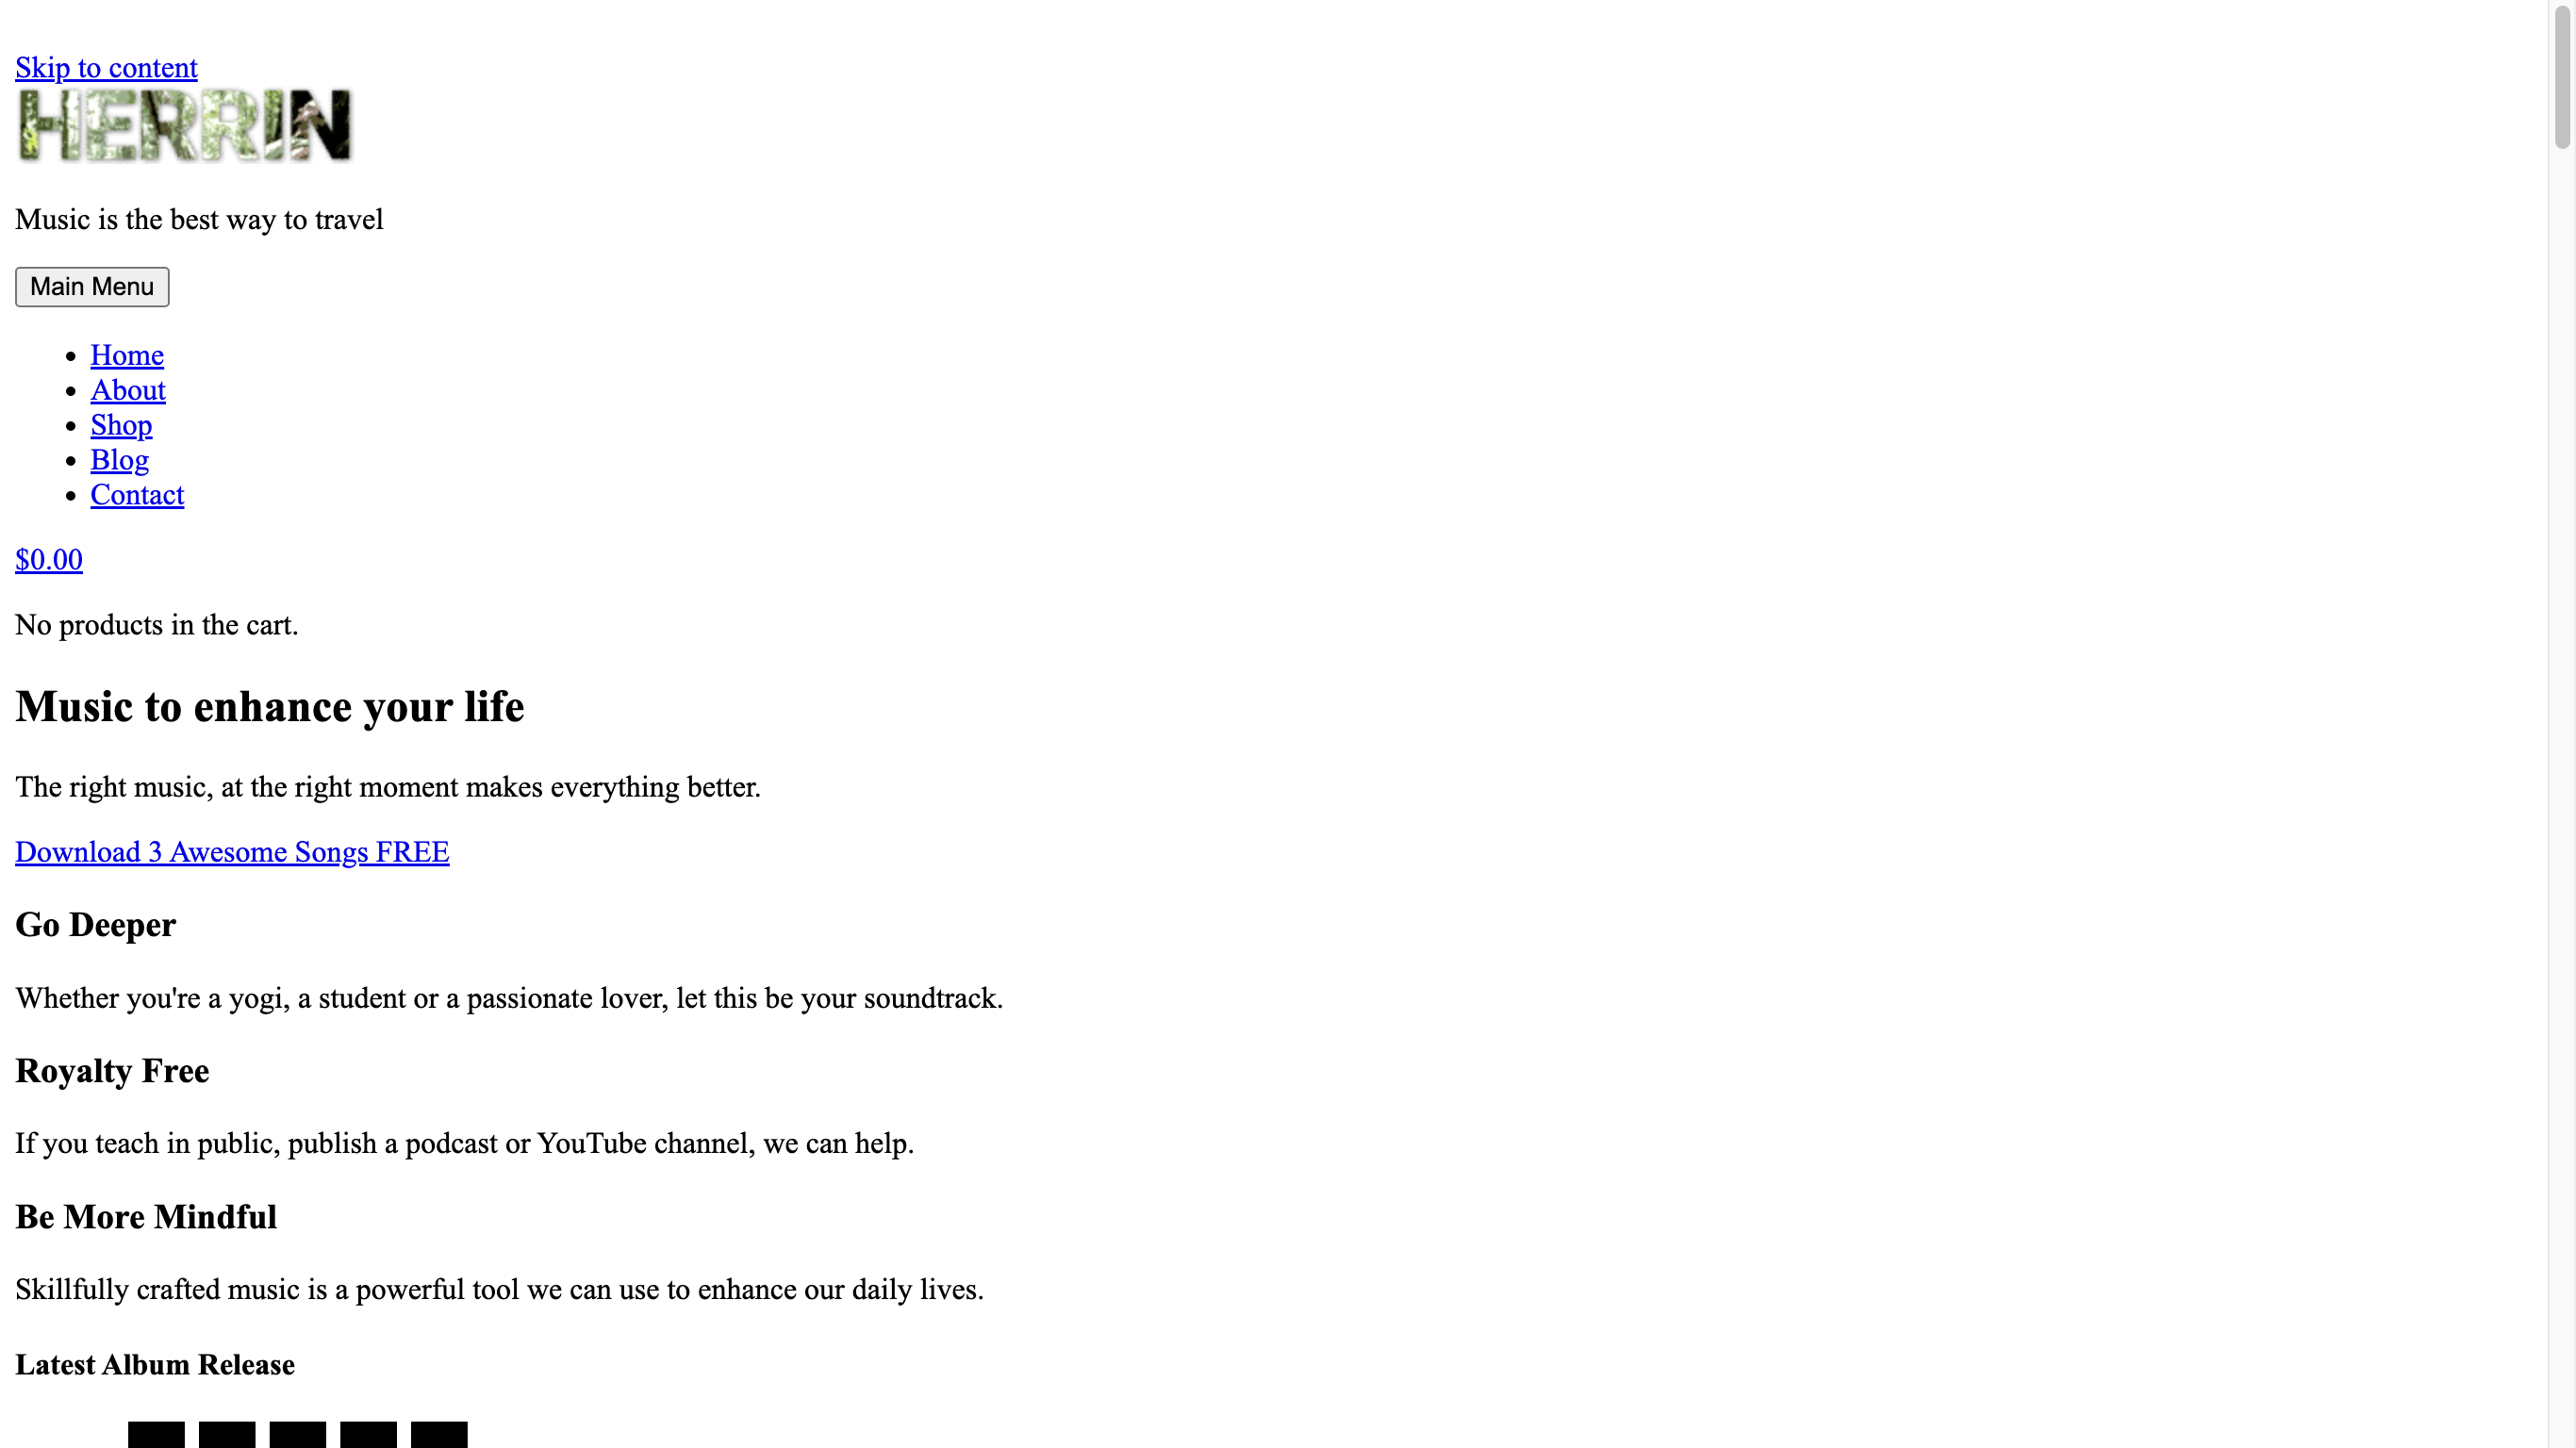 Skip to content
HERRIN
Music is the best way to travel
Main Menu
Home
About
Shop
Blog
Contact
$0.00
No products in the cart.
Music to enhance your life
The right music, at the right moment makes everything better.
Download 3 Awesome Songs FREE
Go Deeper
Whether you're a yogi, a student or a passionate lover, let this be your soundtrack.
Royalty Free
If you teach in public, publish a podcast or YouTube channel, we can help.
Be More Mindful
Skillfully crafted music is a powerful tool we can use to enhance our daily lives.
Latest Album Release